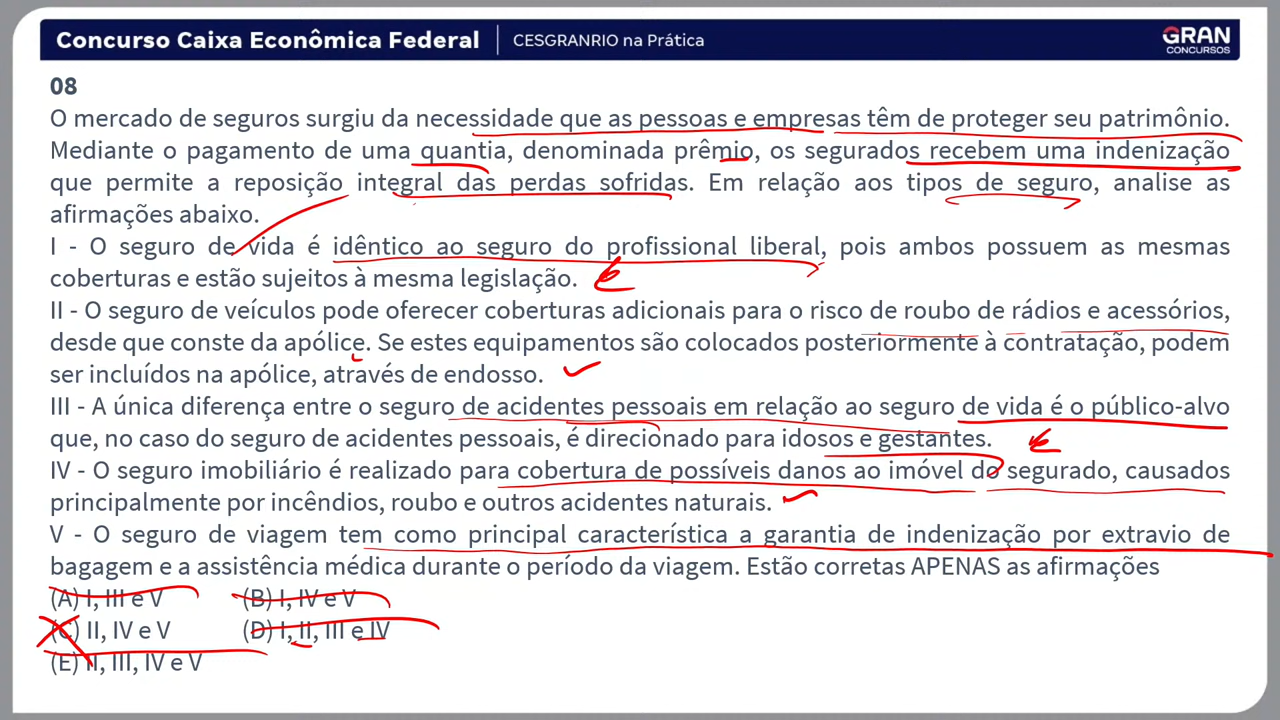 Concurso Caixa Econômica Federal
CESGRANRIO na Prática
GRAN
CONCURSOS
08
O mercado de seguros surgiu da necessidade que as pessoas e empresas têm de proteger seu patrimônio.
Mediante o pagamento de uma quantia, denominada prêmio, os segurados recebem uma indenização
que permite a reposição integral das perdas sofridas. Em relação aos tipos de seguro, analise as
afirmações abaixo.
I - O seguro de vida é idêntico ao seguro do profissional liberal, pois ambos possuem as mesmas
coberturas e estão sujeitos à mesma legislação.
II - O seguro de veículos pode oferecer coberturas adicionais para o risco de roubo de rádios e acessórios,
desde que conste da apólice. Se estes equipamentos são colocados posteriormente à contratação, podem
ser incluídos na apólice, através de endosso.
III - A única diferença entre o seguro de acidentes pessoais em relação ao seguro de vida é o público-alvo
que, no caso do seguro de acidentes pessoais, é direcionado para idosos e gestantes.
IV - O seguro imobiliário é realizado para cobertura de possíveis danos ao imóvel do segurado, causados
principalmente por incêndios, roubo e outros acidentes naturais.
V - O seguro de viagem tem como principal característica a garantia de indenização por extravio de
bagagem e a assistência médica durante o período da viagem. Estão corretas APENAS as afirmações
(A) I, III e V (B) I, IV e V
(C) II, IV e V (D) I, II, III e IV
(E) II, III, IV e V